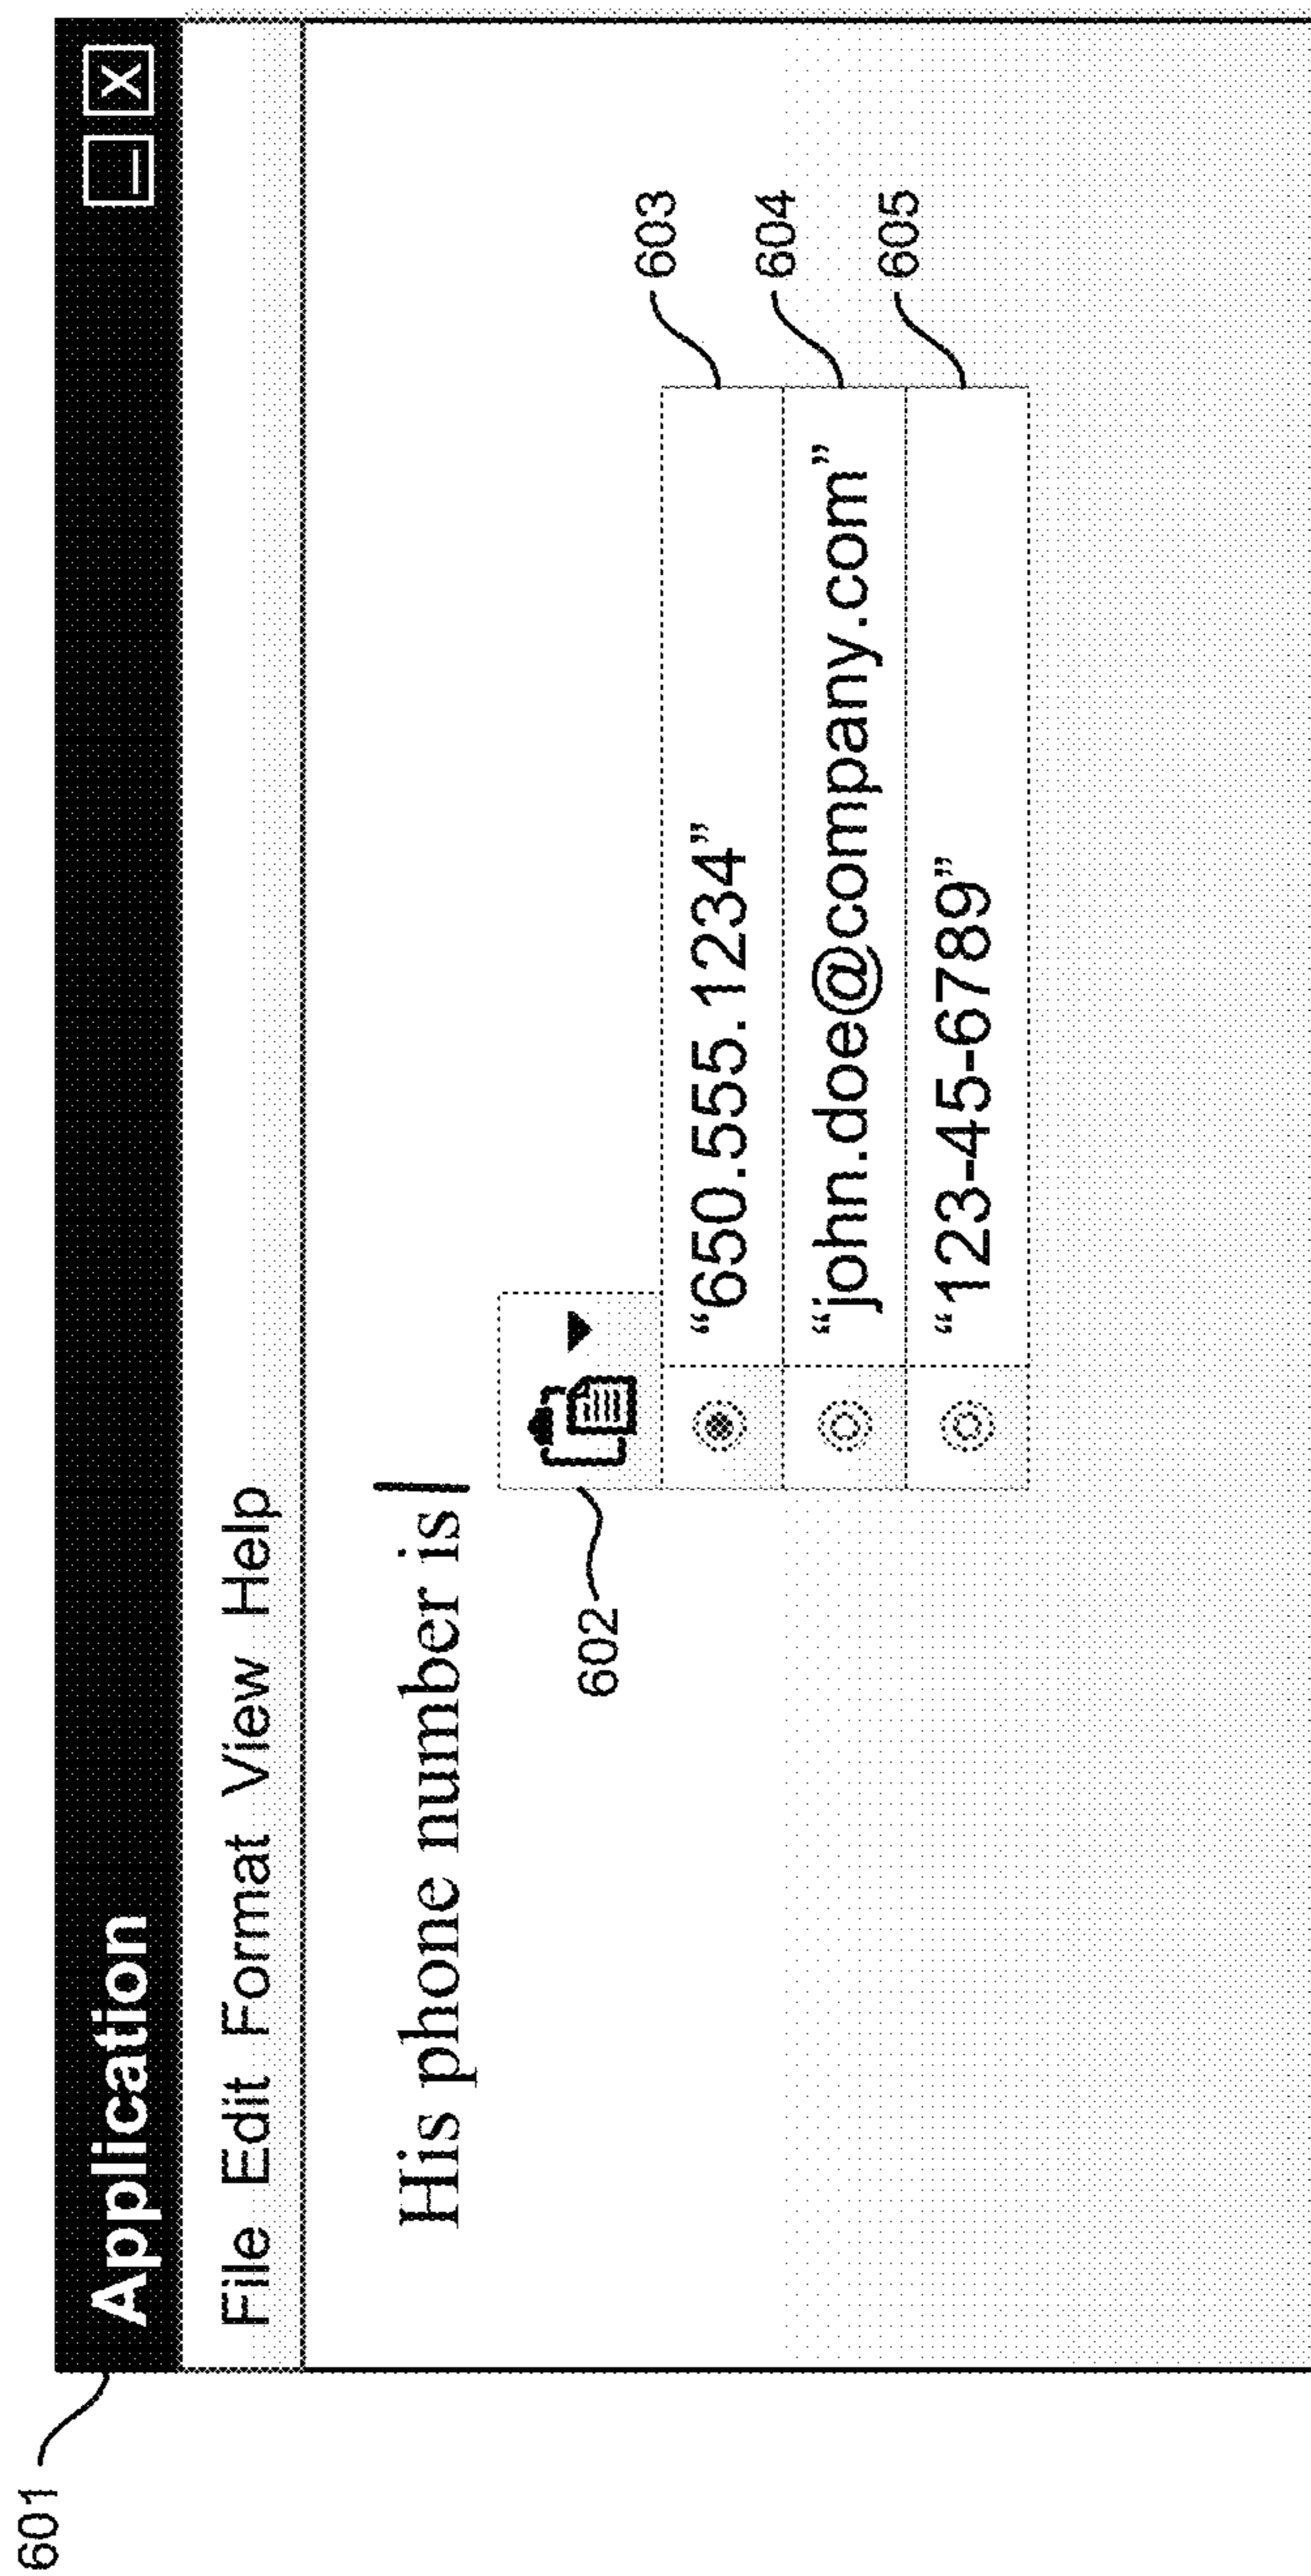 601
Application _ X
File Edit Format View Help
His phone number is
602
“650.555.1234” 603
“john.doe@company.com” 604
“123-45-6789” 605